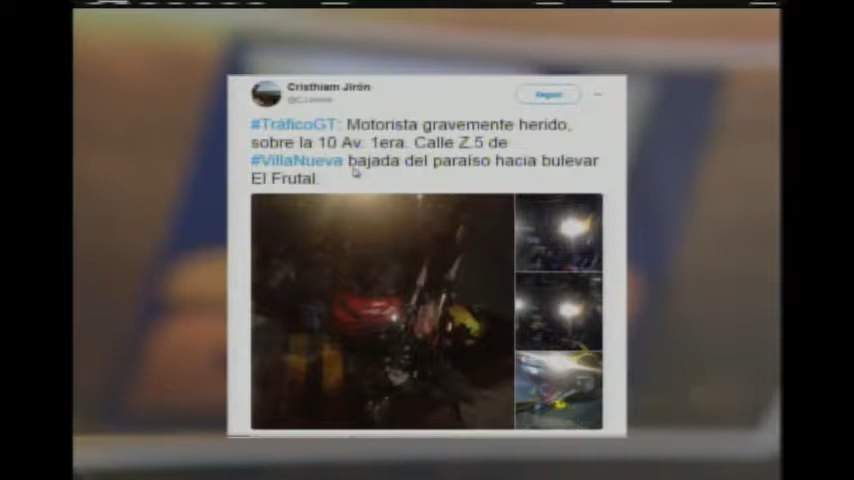 Cristhiam Jirón
Seguir
#TráficoGT: Motorista gravemente herido,
sobre la 10 Av. 1era. Calle Z.5 de
#VillaNueva bajada del paraíso hacia bulevar
El Frutal.